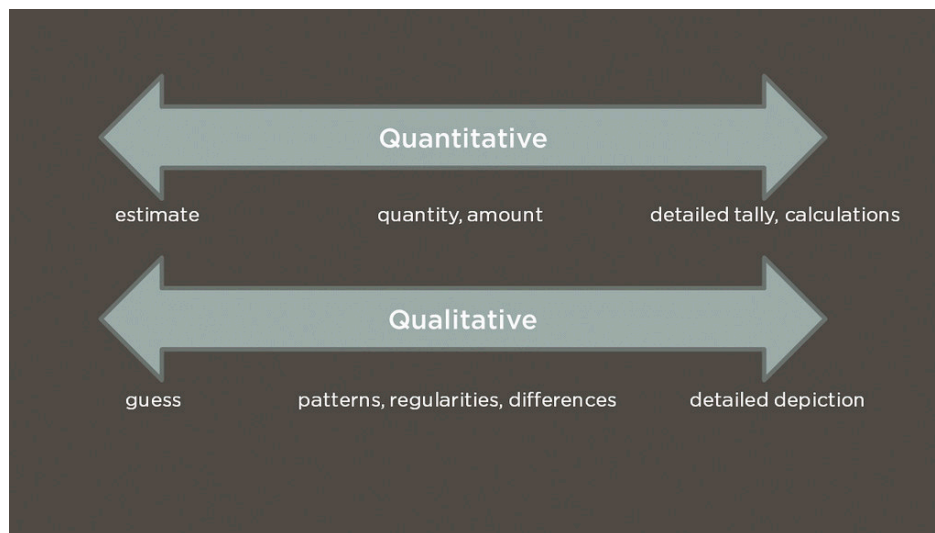 Quantitative
estimate quantity, amount detailed tally, calculations
Qualitative
guess patterns, regularities, differences detailed depiction